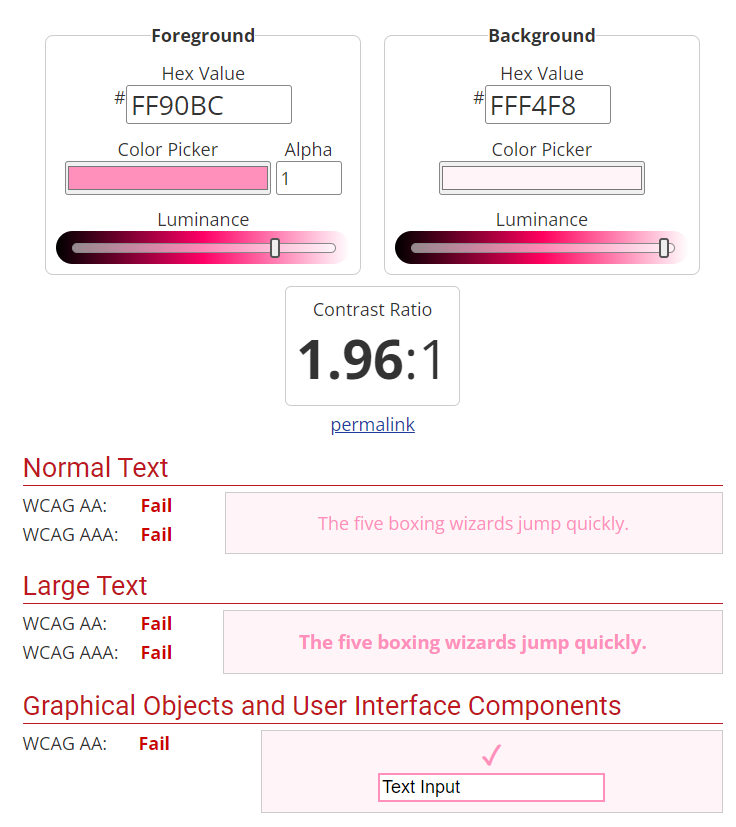 Foreground
Hex Value
#FF90BC
Color Picker Alpha
1
Luminance
Background
Hex Value
#FFF4F8
Color Picker
Luminance
Contrast Ratio
1.96:1
permalink
Normal Text
WCAG AA: Fail
WCAG AAA: Fail
The five boxing wizards jump quickly.
Large Text
WCAG AA: Fail
WCAG AAA: Fail
The five boxing wizards jump quickly.
Graphical Objects and User Interface Components
WCAG AA: Fail
✓
Text Input